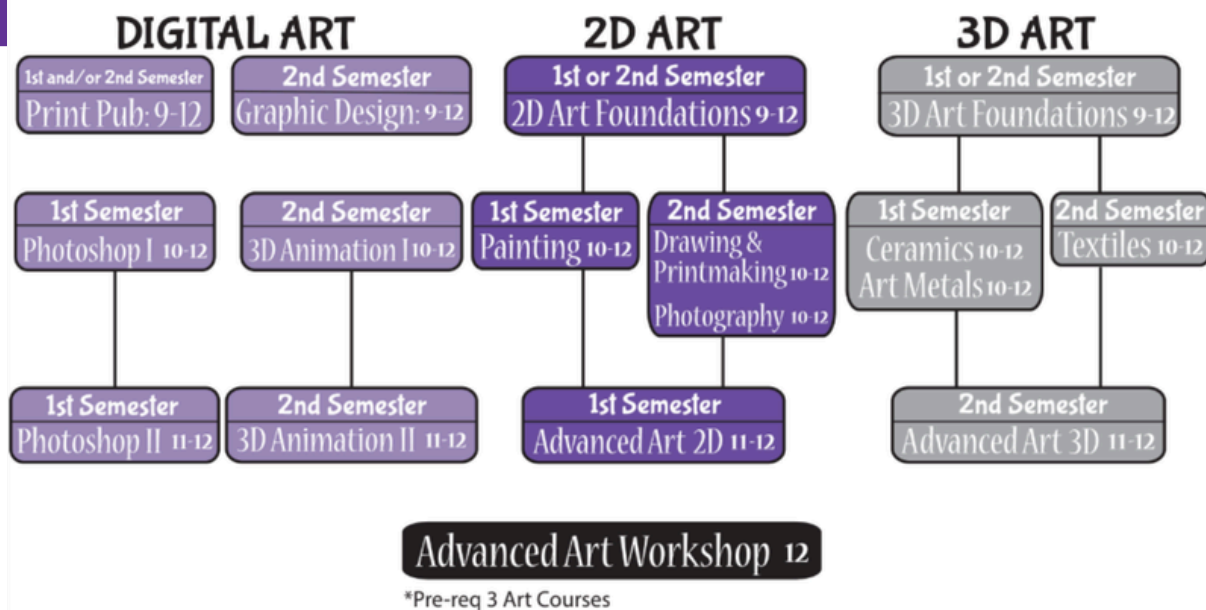 DIGITAL ART
1st and/or 2nd Semester
Print Pub: 9-12
2nd Semester
Graphic Design: 9-12
1st Semester
Photoshop I 10-12
2nd Semester
3D Animation I 10-12
1st Semester
Photoshop II 11-12
2nd Semester
3D Animation II 11-12
2D ART
1st or 2nd Semester
2D Art Foundations 9-12
1st Semester
Painting 10-12
2nd Semester
Drawing &
Printmaking 10-12
Photography 10-12
1st Semester
Advanced Art 2D 11-12
3D ART
1st or 2nd Semester
3D Art Foundations 9-12
1st Semester
Ceramics 10-12
Art Metals 10-12
2nd Semester
Textiles 10-12
2nd Semester
Advanced Art 3D 11-12
Advanced Art Workshop 12
*Pre-req 3 Art Courses